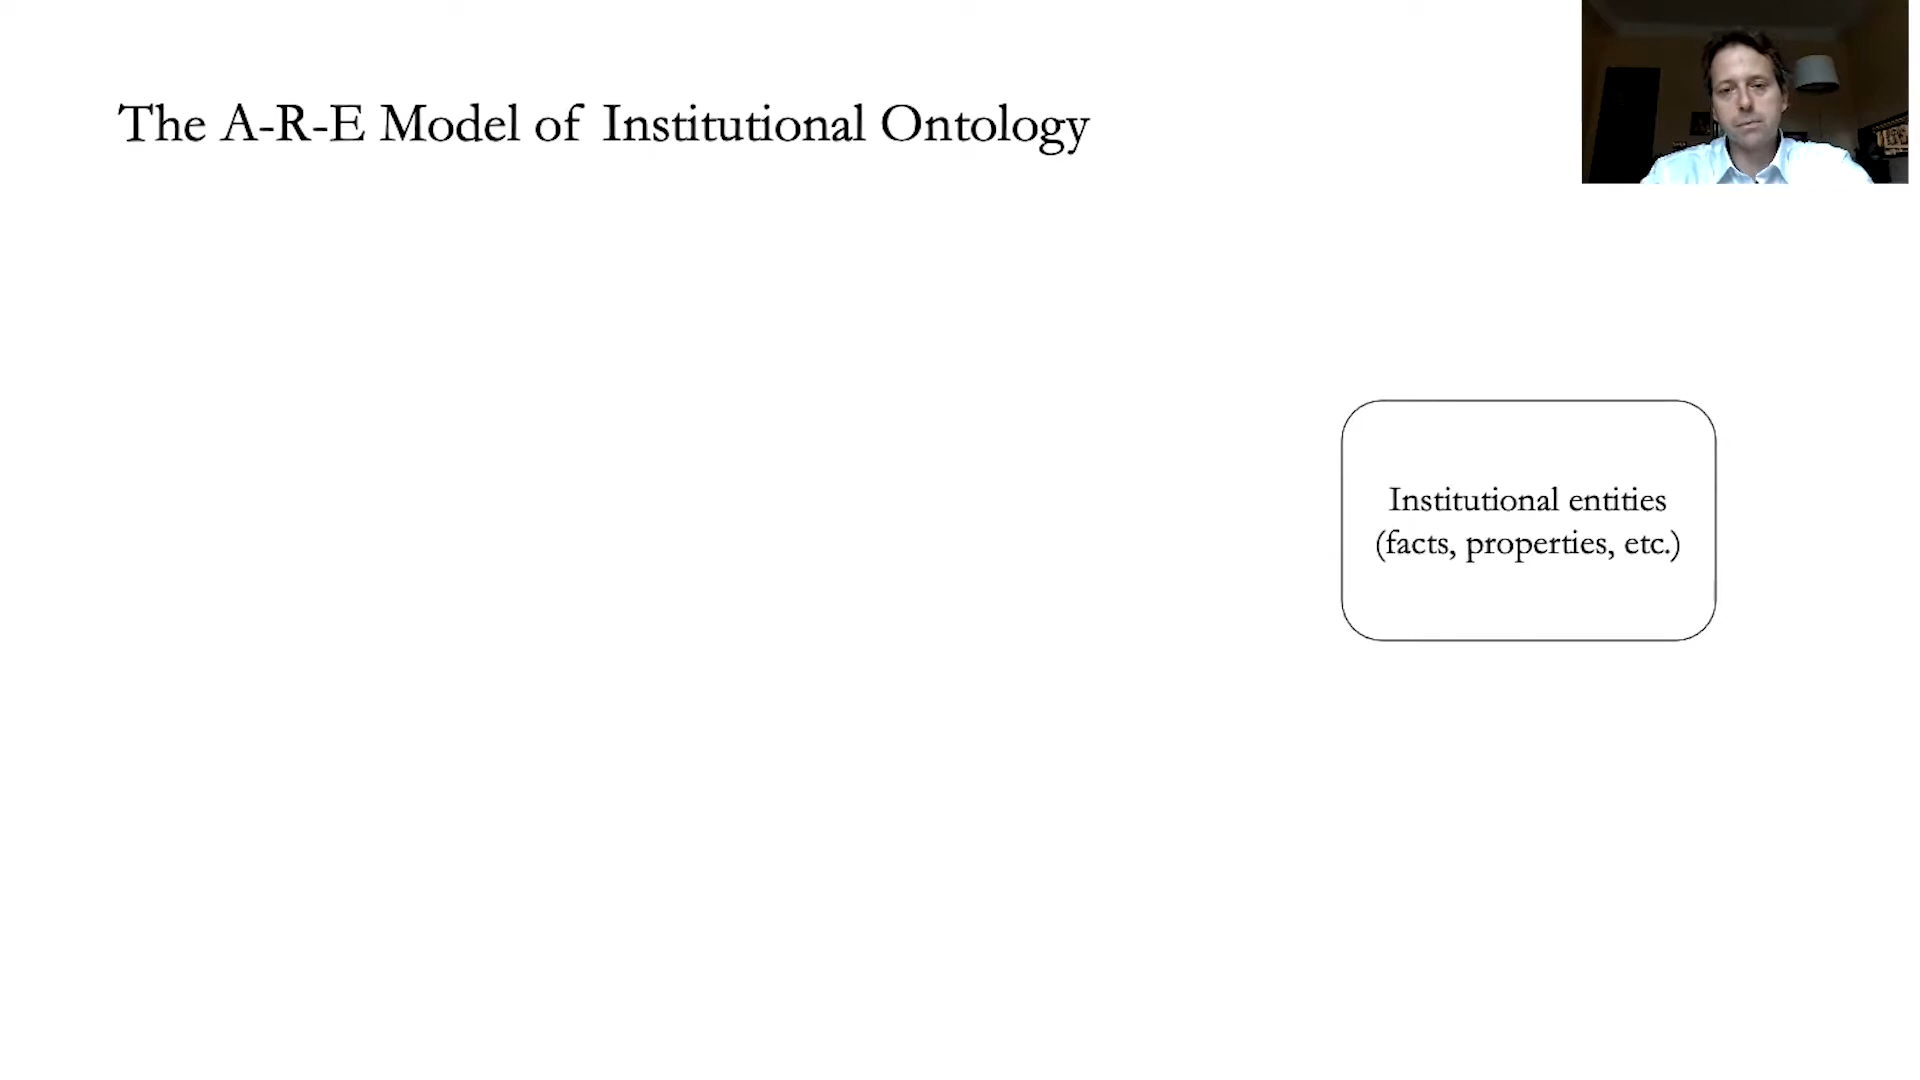 The A-R-E Model of Institutional Ontology
Institutional entities
(facts, properties, etc.)